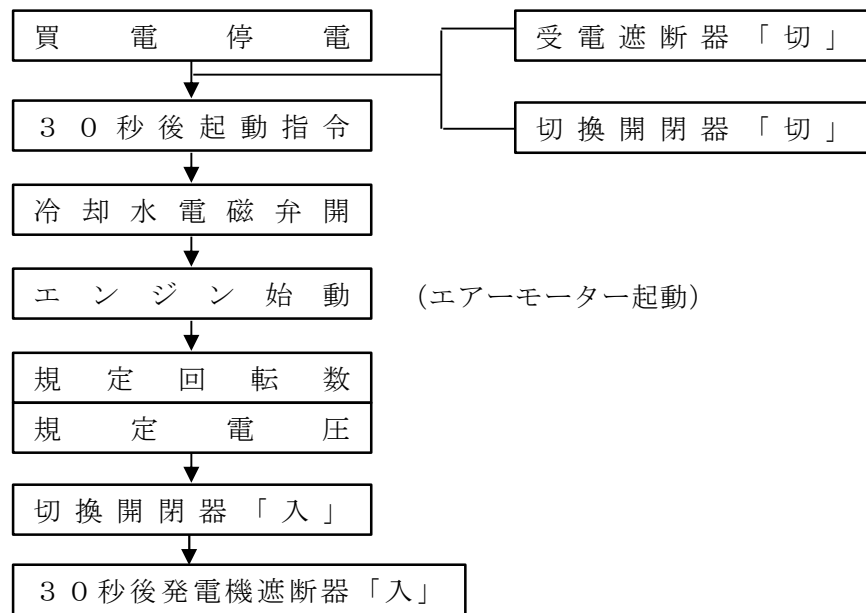 買電停電
受電遮断器「切」
30秒後起動指令
切換開閉器「切」
冷却水電磁弁開
エンジン始動
(エアーモーター起動)
規定回転数
規定電圧
切換開閉器「入」
30秒後発電機遮断器「入」